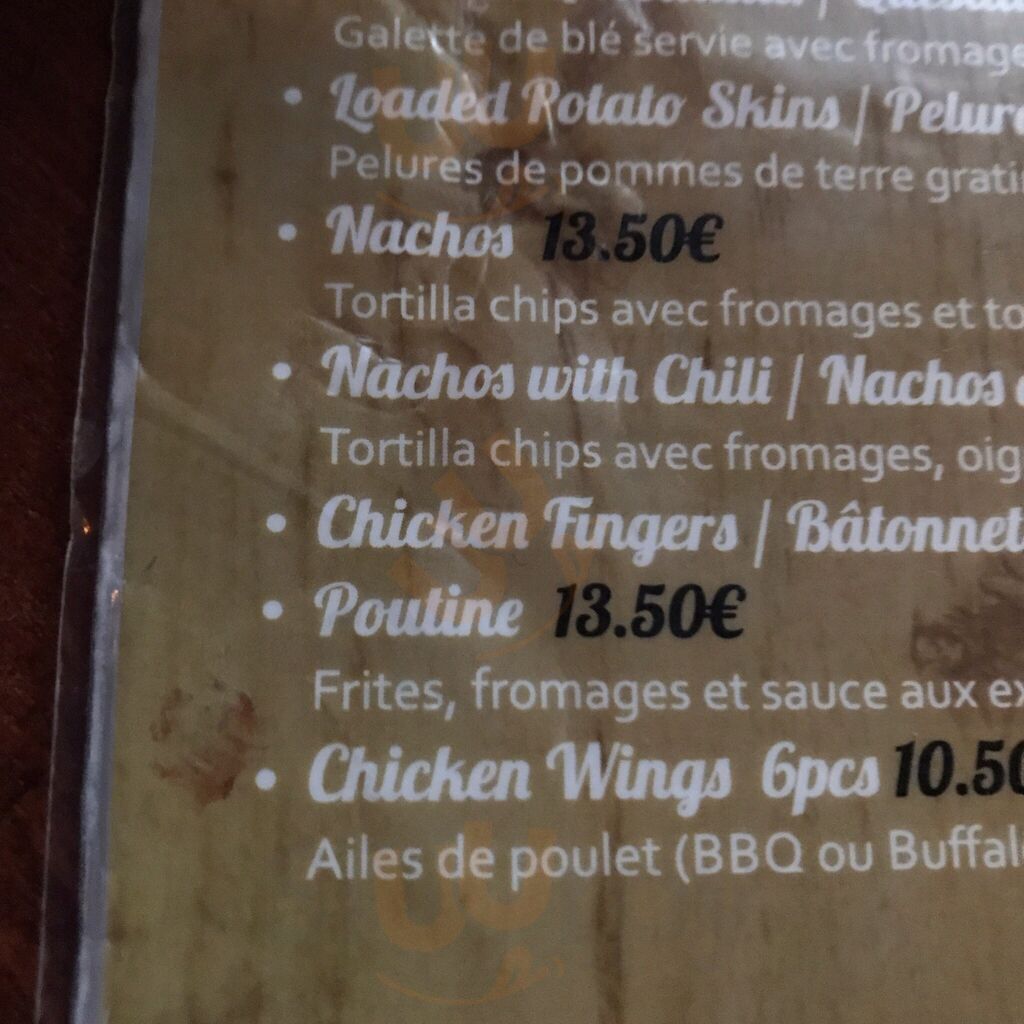 Galette de blé servie avec fromage
• Loaded Potato Skins / Pelure
Pelures de pommes de terre grati
• Nachos 13.50€
Tortilla chips avec fromages et to
• Nachos with Chili / Nachos
Tortilla chips avec fromages, oig
• Chicken Fingers / Bâtonnet
• Poutine 13.50€
Frites, fromages et sauce aux ex
• Chicken Wings 6pcs 10.50
Ailes de poulet (BBQ ou Buffal